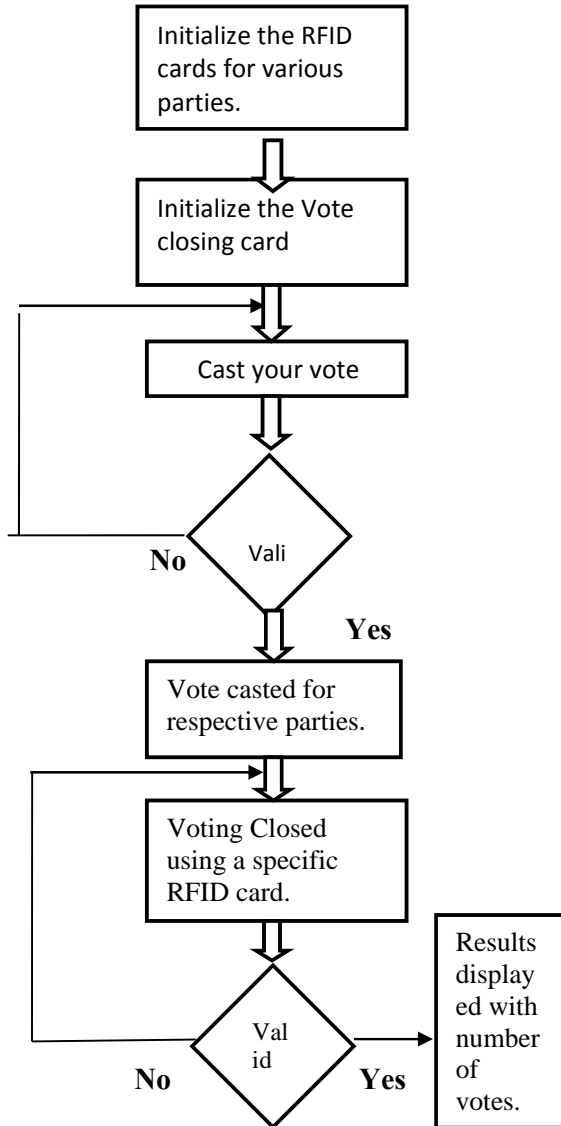 Initialize the RFID
cards for various
parties.
Initialize the Vote
closing card
Cast your vote
Vali
No
Yes
Vote casted for
respective parties.
Voting Closed
using a specific
RFID card.
Val
id
No
Yes
Results
display
ed with
number
of
votes.